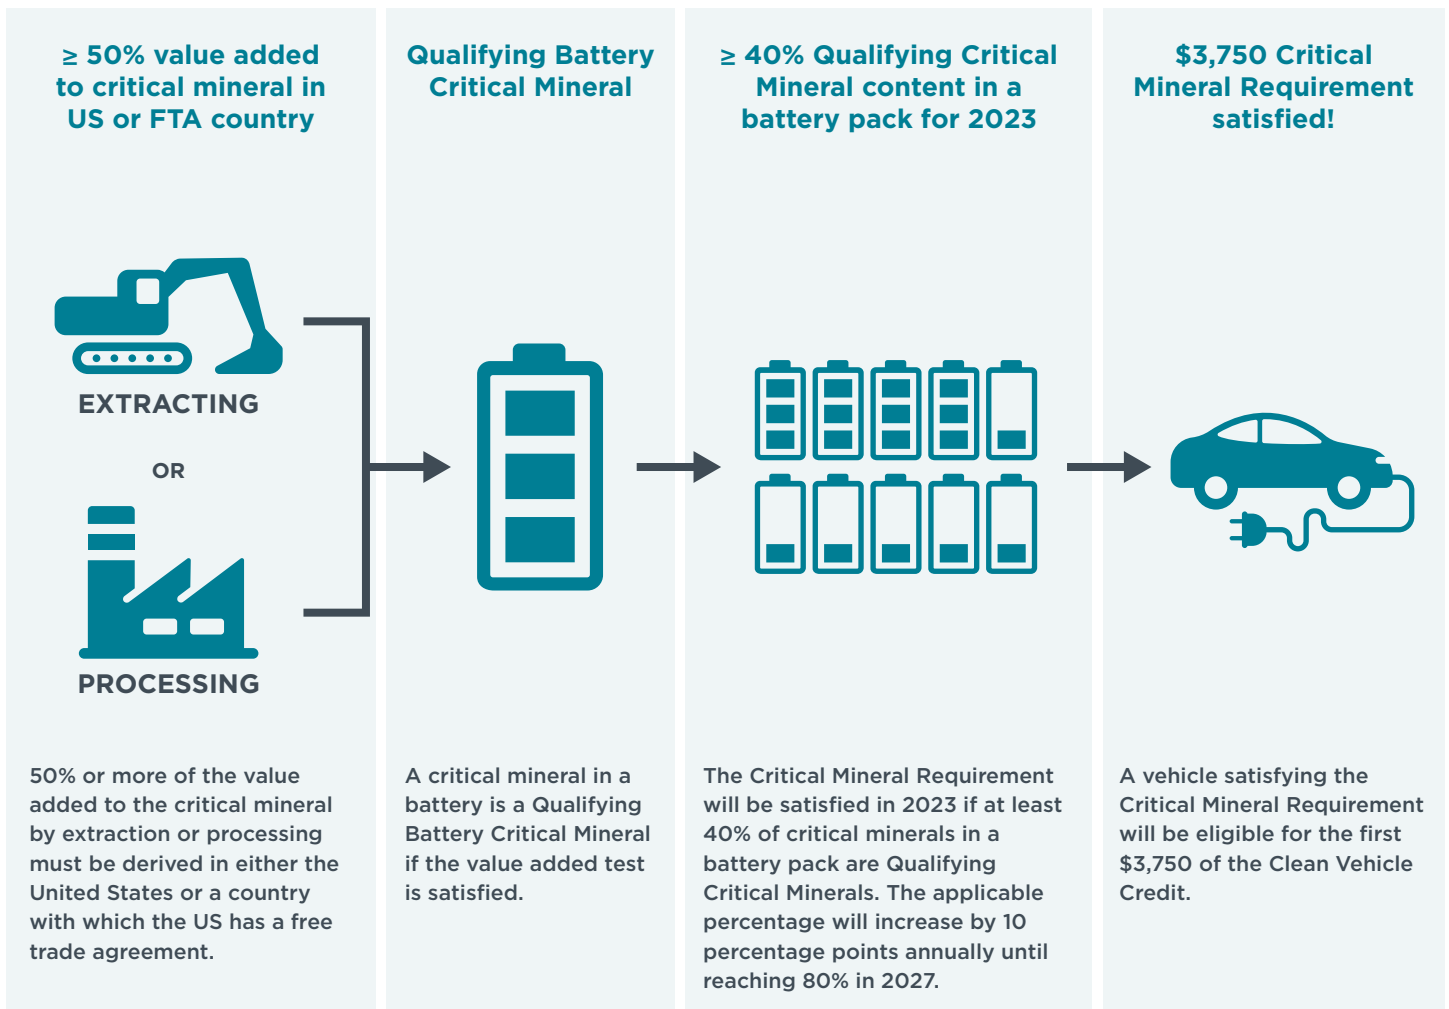 ≥ 50% value added
to critical mineral in
US or FTA country
EXTRACTING
OR
PROCESSING
50% or more of the value
added to the critical mineral
by extraction or processing
must be derived in either the
United States or a country
with which the US has a free
trade agreement.
Qualifying Battery
Critical Mineral
A critical mineral in a
battery is a Qualifying
Battery Critical Mineral
if the value added test
is satisfied.
≥ 40% Qualifying Critical
Mineral content in a
battery pack for 2023
The Critical Mineral Requirement
will be satisfied in 2023 if at least
40% of critical minerals in a
battery pack are Qualifying
Critical Minerals. The applicable
percentage will increase by 10
percentage points annually until
reaching 80% in 2027.
$3,750 Critical
Mineral Requirement
satisfied!
A vehicle satisfying the
Critical Mineral Requirement
will be eligible for the first
$3,750 of the Clean Vehicle
Credit.